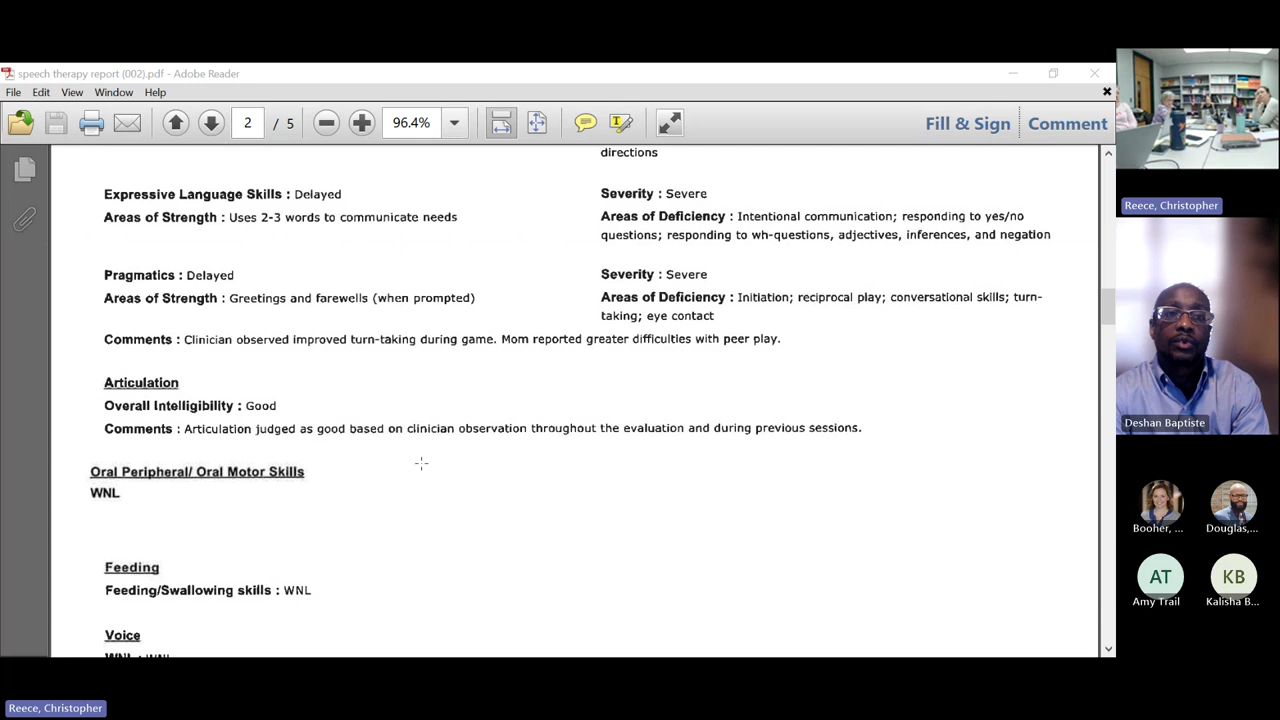 speech therapy report (002).pdf - Adobe Reader
File Edit View Window Help
2 / 5 96.4% Fill & Sign Comment
directions
Expressive Language Skills : Delayed Severity : Severe
Areas of Strength : Uses 2-3 words to communicate needs Areas of Deficiency : Intentional communication; responding to yes/no
questions; responding to wh-questions, adjectives, inferences, and negation
Pragmatics : Delayed Severity : Severe
Areas of Strength : Greetings and farewells (when prompted) Areas of Deficiency : Initiation; reciprocal play; conversational skills; turn-
taking; eye contact
Comments : Clinician observed improved turn-taking during game. Mom reported greater difficulties with peer play.
Articulation
Overall Intelligibility : Good
Comments : Articulation judged as good based on clinician observation throughout the evaluation and during previous sessions.
Oral Peripheral/ Oral Motor Skills
WNL
Feeding
Feeding/Swallowing skills : WNL
Voice
WNL : WNL
Reece, Christopher
Deshan Baptiste
Booher, ... Douglas,...
AT KB
Amy Trail Kalisha B...
Reece, Christopher